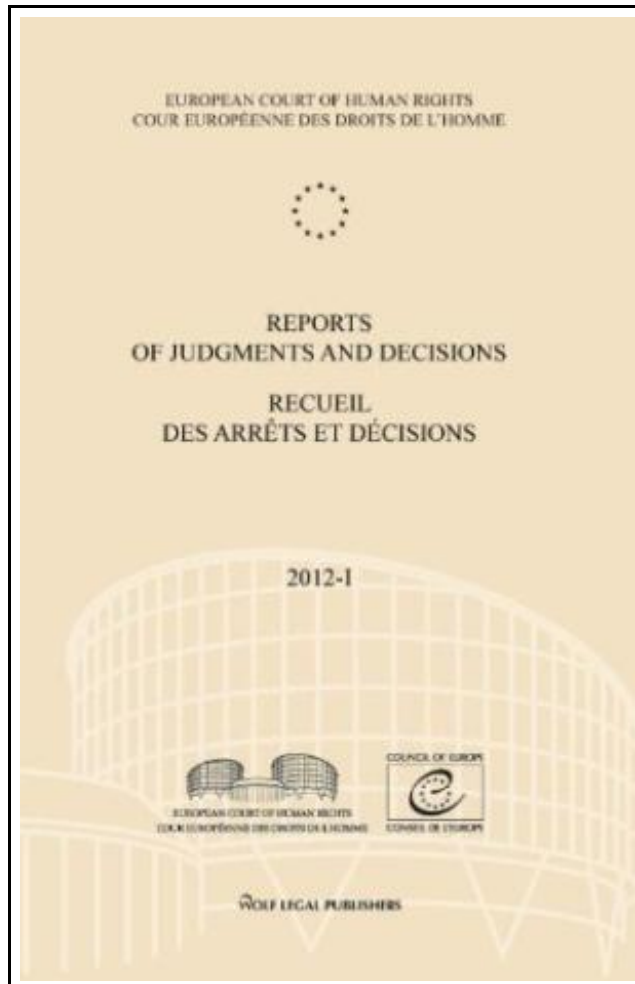 EUROPEAN COURT OF HUMAN RIGHTS
COUR EUROPÉENNE DES DROITS DE L'HOMME
REPORTS
OF JUDGMENTS AND DECISIONS
RECUEIL
DES ARRÊTS ET DÉCISIONS
2012-I
COUNCIL OF EUROPE
EUROPEAN COURT OF HUMAN RIGHTS
COUR EUROPÉENNE DES DROITS DE L'HOMME
CONSEIL DE L'EUROPE
WOLF LEGAL PUBLISHERS